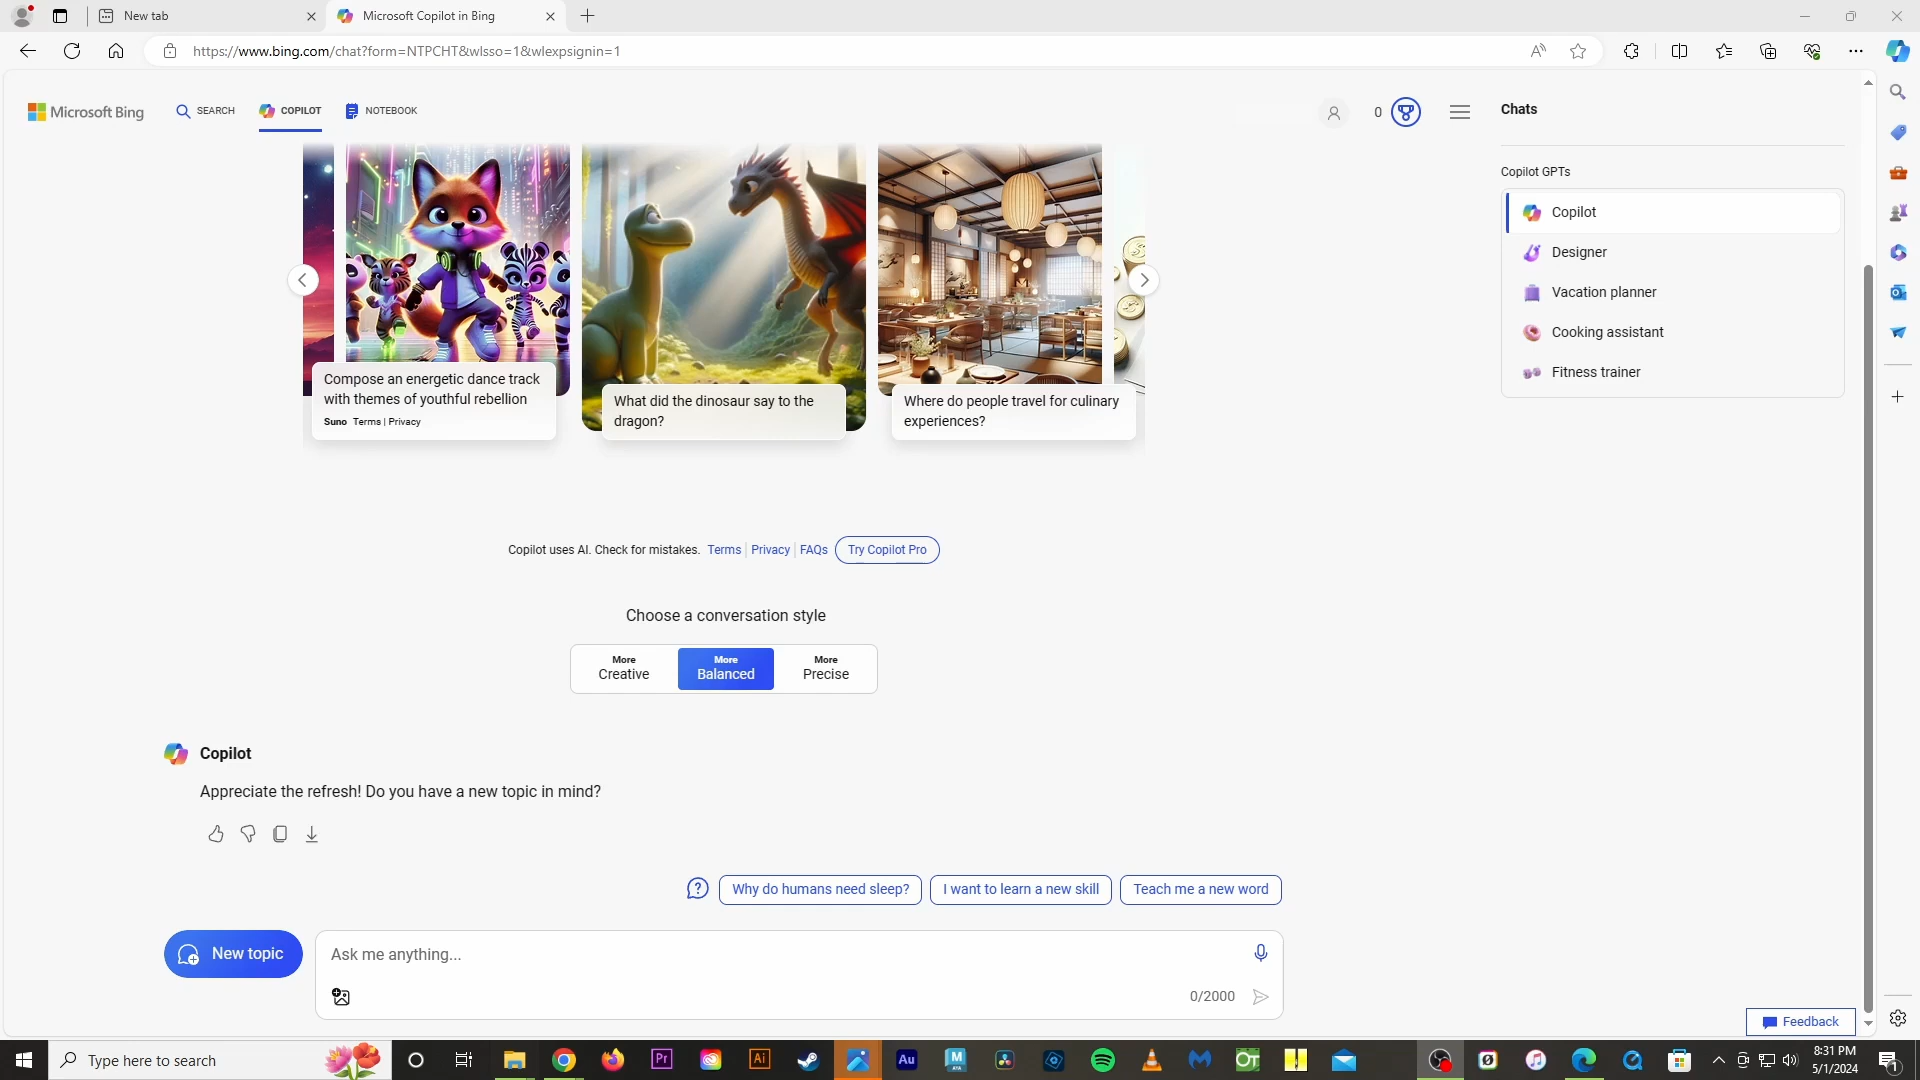 New tab
Microsoft Copilot in Bing
https://www.bing.com/chat?form=NTPCHT&wlsso=1&wlexpsignin=1
Microsoft Bing
SEARCH
COPILOT
NOTEBOOK
0
Chats
Copilot GPTs
Copilot
Designer
Vacation planner
Cooking assistant
Fitness trainer
Compose an energetic dance track
with themes of youthful rebellion
Suno Terms | Privacy
What did the dinosaur say to the
dragon?
Where do people travel for culinary
experiences?
Copilot uses AI. Check for mistakes. Terms | Privacy | FAQs
Try Copilot Pro
Choose a conversation style
More
Creative
More
Balanced
More
Precise
Copilot
Appreciate the refresh! Do you have a new topic in mind?
Why do humans need sleep?
I want to learn a new skill
Teach me a new word
New topic
Ask me anything...
0/2000
Feedback
Type here to search
Pr
Ai
Au
M
OT
8:31 PM
5/1/2024
1